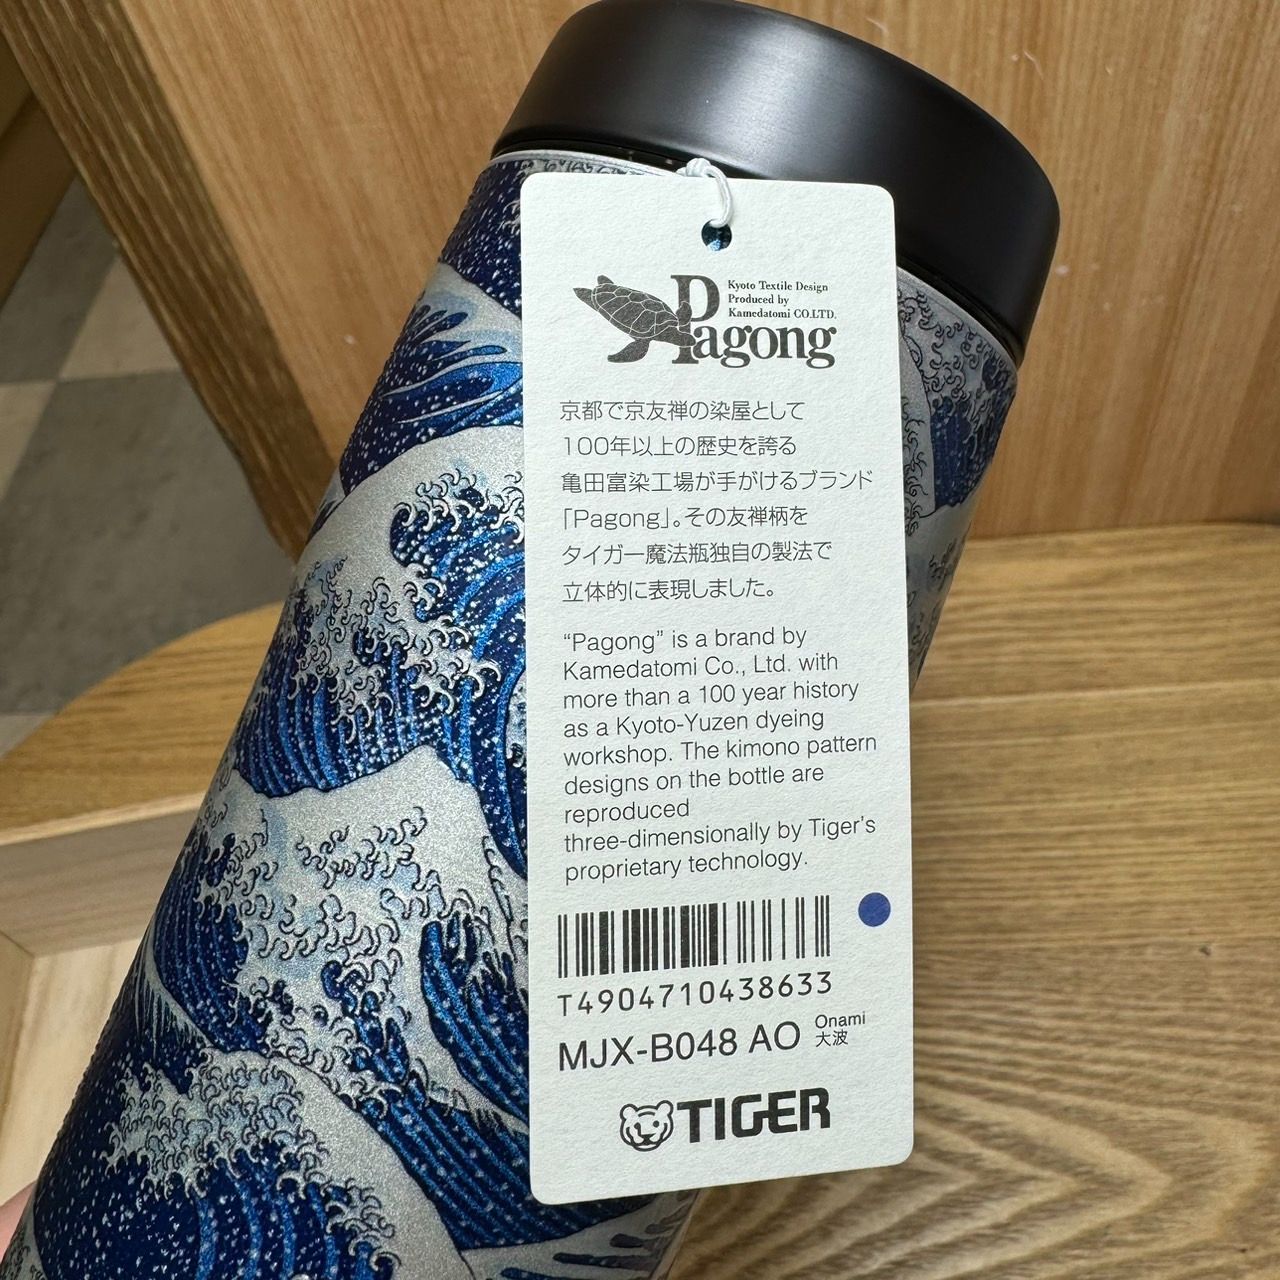 Pagong
Kyoto Textile Design
Produced by
Kamedatomi CO.LTD.
京都で京友禅の染屋として
100年以上の歴史を誇る
亀田富染工場が手がけるブランド
「Pagong」。その友禅柄を
タイガー魔法瓶独自の製法で
立体的に表現しました。
“Pagong” is a brand by
Kamedatomi Co., Ltd. with
more than a 100 year history
as a Kyoto-Yuzen dyeing
workshop. The kimono pattern
designs on the bottle are
reproduced
three-dimensionally by Tiger’s
proprietary technology.
T4904710438633
MJX-B048 AO
Onami
大波
TIGER